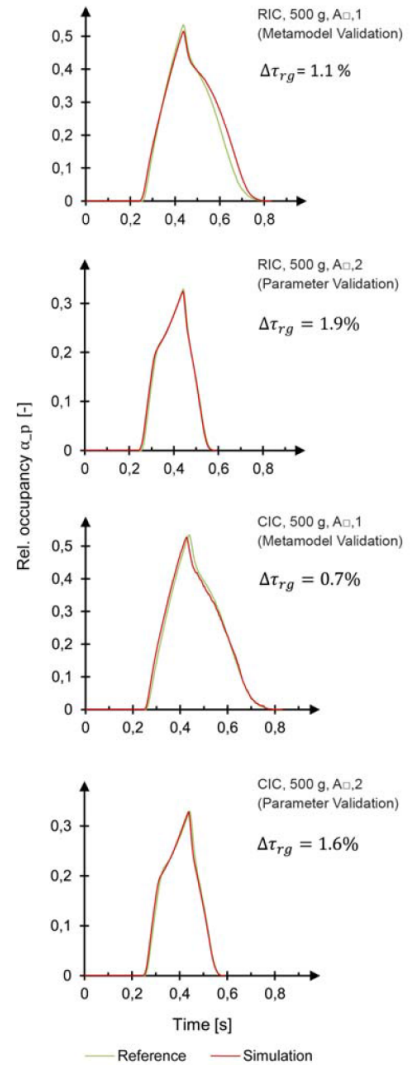 RIC, 500 g, A□,1
(Metamodel Validation)
Δτrg= 1.1 %
0,5
0,4
0,3
0,2
0,1
0
0 0,2 0,4 0,6 0,8
RIC, 500 g, A□,2
(Parameter Validation)
Δτrg = 1.9%
0,3
0,2
0,1
0
0 0,2 0,4 0,6 0,8
Rel. occupancy α_p [-]
CIC, 500 g, A□,1
(Metamodel Validation)
Δτrg = 0.7%
0,5
0,4
0,3
0,2
0,1
0
0 0,2 0,4 0,6 0,8
CIC, 500 g, A□,2
(Parameter Validation)
Δτrg = 1.6%
0,3
0,2
0,1
0
0 0,2 0,4 0,6 0,8
Time [s]
Reference Simulation